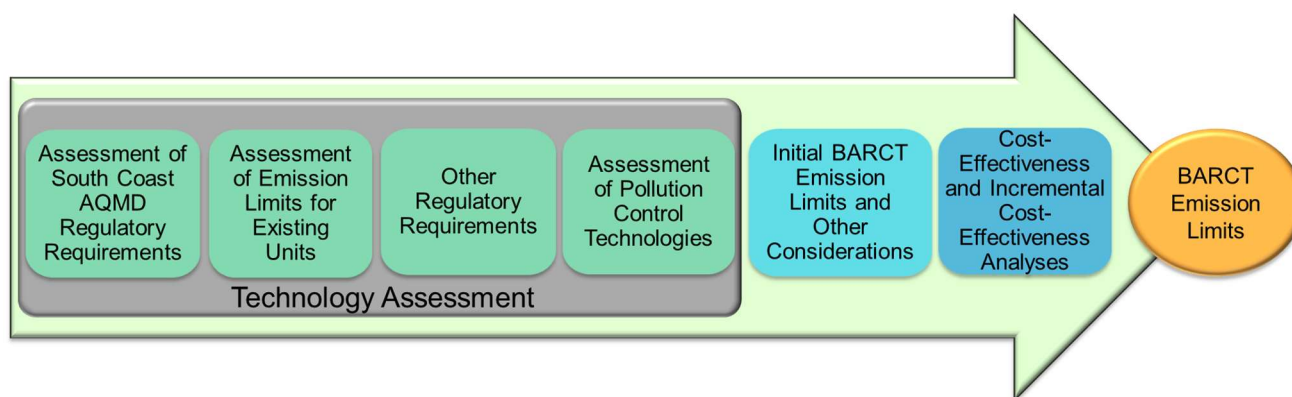 Assessment of
South Coast
AQMD
Regulatory
Requirements
Assessment
of Emission
Limits for
Existing
Units
Other
Regulatory
Requirements
Assessment
of Pollution
Control
Technologies
Technology Assessment
Initial BARCT
Emission
Limits and
Other
Considerations
Cost-
Effectiveness
and Incremental
Cost-
Effectiveness
Analyses
BARCT
Emission
Limits